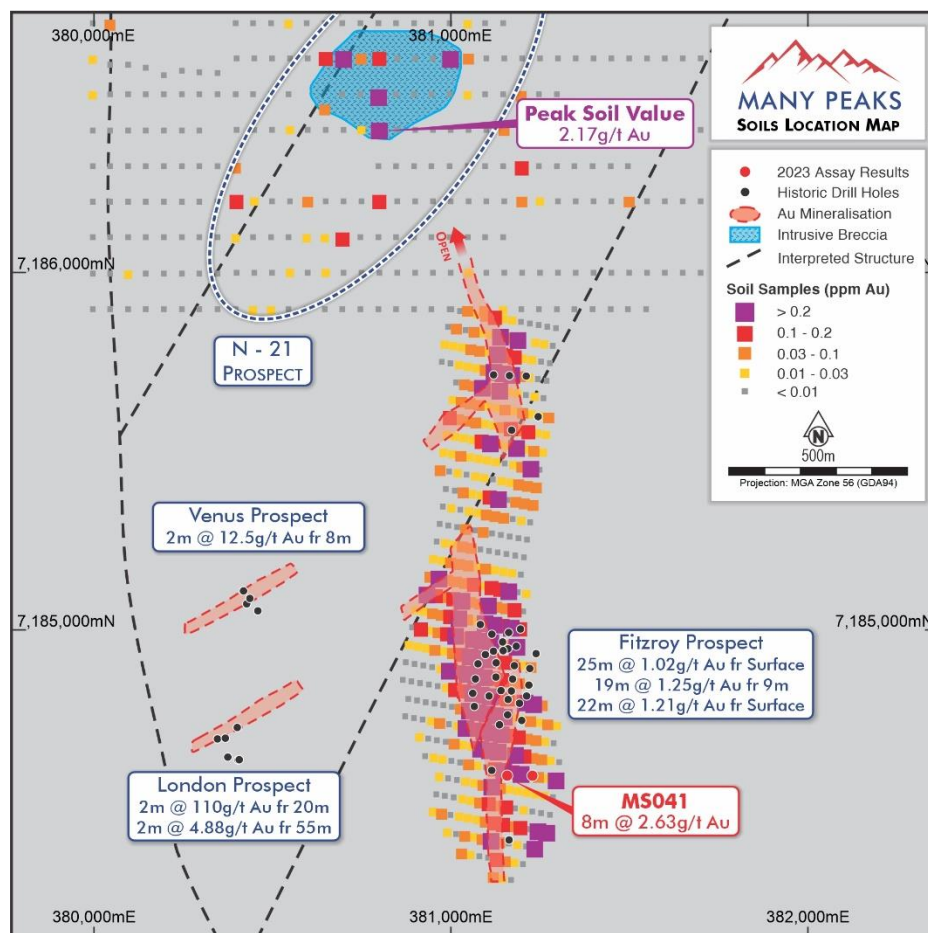 380,000mE
381,000mE
MANY PEAKS
SOILS LOCATION MAP
Peak Soil Value
2.17g/t Au
2023 Assay Results
Historic Drill Holes
Au Mineralisation
Intrusive Breccia
Interpreted Structure
Soil Samples (ppm Au)
> 0.2
0.1 - 0.2
0.03 - 0.1
0.01 - 0.03
< 0.01
N
500m
Projection: MGA Zone 56 (GDA94)
OPEN
7,186,000mN
N - 21
PROSPECT
Venus Prospect
2m @ 12.5g/t Au fr 8m
7,185,000mN
7,185,000mN
Fitzroy Prospect
25m @ 1.02g/t Au fr Surface
19m @ 1.25g/t Au fr 9m
22m @ 1.21g/t Au fr Surface
London Prospect
2m @ 110g/t Au fr 20m
2m @ 4.88g/t Au fr 55m
MS041
8m @ 2.63g/t Au
380,000mE
381,000mE
382,000mE